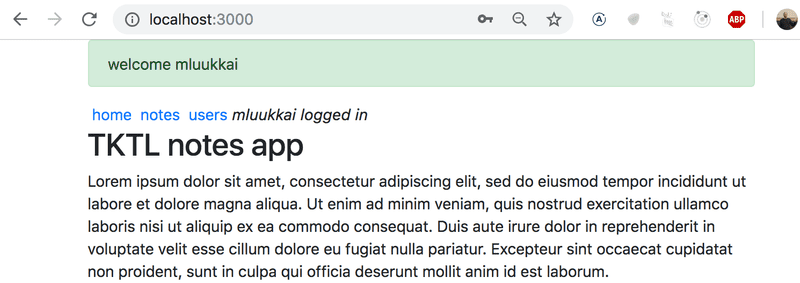 localhost:3000
ABP
welcome mluukkai
home notes users mluukkai logged in
TKTL notes app
Lorem ipsum dolor sit amet, consectetur adipiscing elit, sed do eiusmod tempor incididunt ut
labore et dolore magna aliqua. Ut enim ad minim veniam, quis nostrud exercitation ullamco
laboris nisi ut aliquip ex ea commodo consequat. Duis aute irure dolor in reprehenderit in
voluptate velit esse cillum dolore eu fugiat nulla pariatur. Excepteur sint occaecat cupidatat
non proident, sunt in culpa qui officia deserunt mollit anim id est laborum.